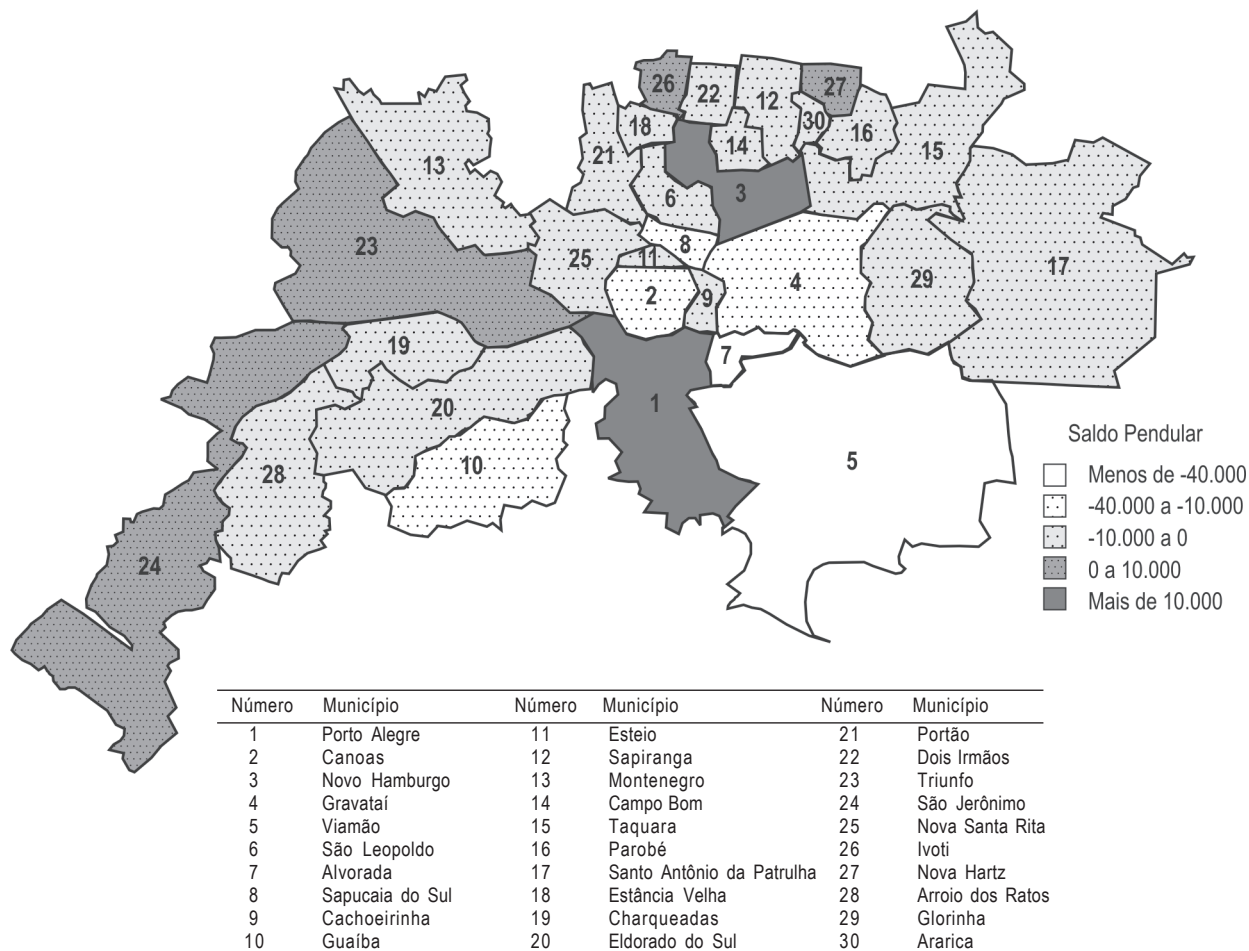 26
22
12
27
30
18
16
21
14
15
13
3
6
8
23
25
11
17
4
29
2
9
19
7
1
20
10
5
28
24
Saldo Pendular
Menos de -40.000
-40.000 a -10.000
-10.000 a 0
0 a 10.000
Mais de 10.000
Número Município Número Município Número Município
1 Porto Alegre 11 Esteio 21 Portão
2 Canoas 12 Sapiranga 22 Dois Irmãos
3 Novo Hamburgo 13 Montenegro 23 Triunfo
4 Gravataí 14 Campo Bom 24 São Jerônimo
5 Viamão 15 Taquara 25 Nova Santa Rita
6 São Leopoldo 16 Parobé 26 Ivoti
7 Alvorada 17 Santo Antônio da Patrulha 27 Nova Hartz
8 Sapucaia do Sul 18 Estância Velha 28 Arroio dos Ratos
9 Cachoeirinha 19 Charqueadas 29 Glorinha
10 Guaíba 20 Eldorado do Sul 30 Ararica